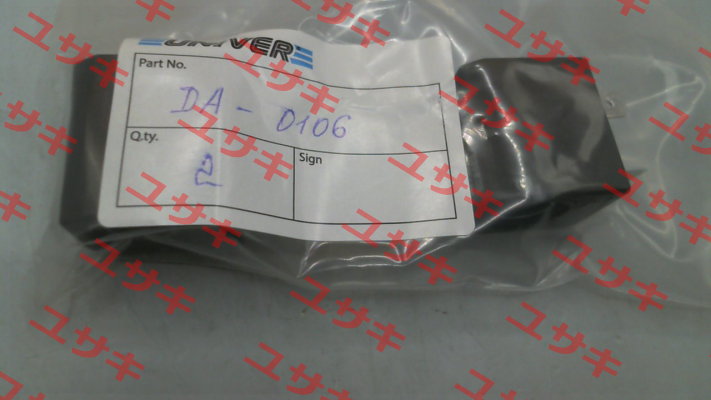 UNIVER
Part No.
DA-0106
Q.ty.
2
Sign
ユサキ